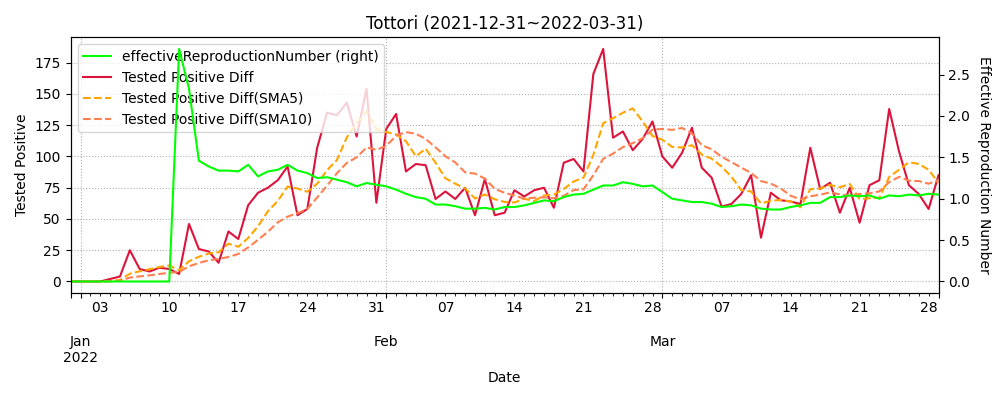 Tottori (2021-12-31~2022-03-31)
effectiveReproductionNumber (right)
Tested Positive Diff
Tested Positive Diff(SMA5)
Tested Positive Diff(SMA10)
Tested Positive
175
150
125
100
75
50
25
0
Effective Reproduction Number
2.5
2.0
1.5
1.0
0.5
0.0
03 10 17 24 31 07 14 21 28 07 14 21 28
Jan Feb Mar
2022
Date